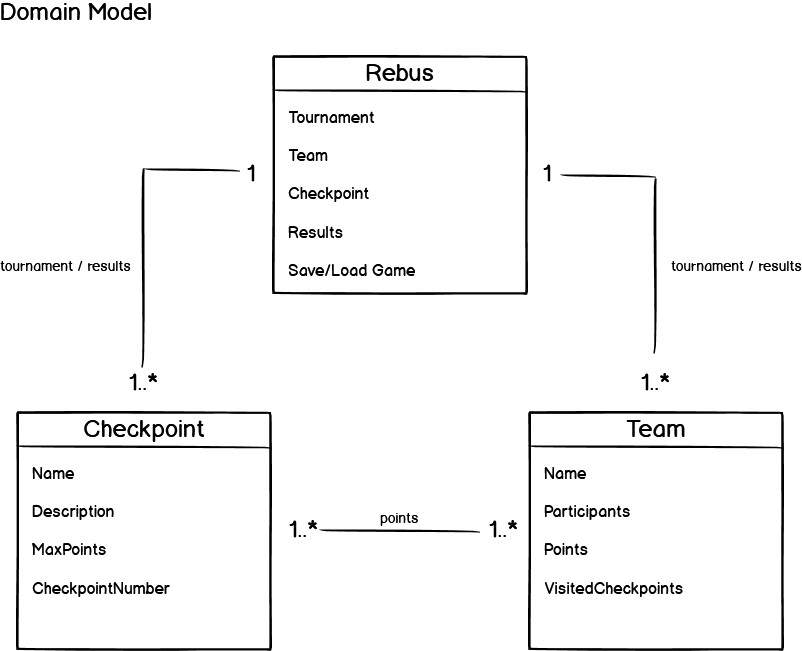 Domain Model
Rebus
Tournament
Team
Checkpoint
Results
Save/Load Game
1
1
tournament / results
tournament / results
1..*
1..*
Checkpoint
Name
Description
MaxPoints
CheckpointNumber
1..*
points
1..*
Team
Name
Participants
Points
VisitedCheckpoints